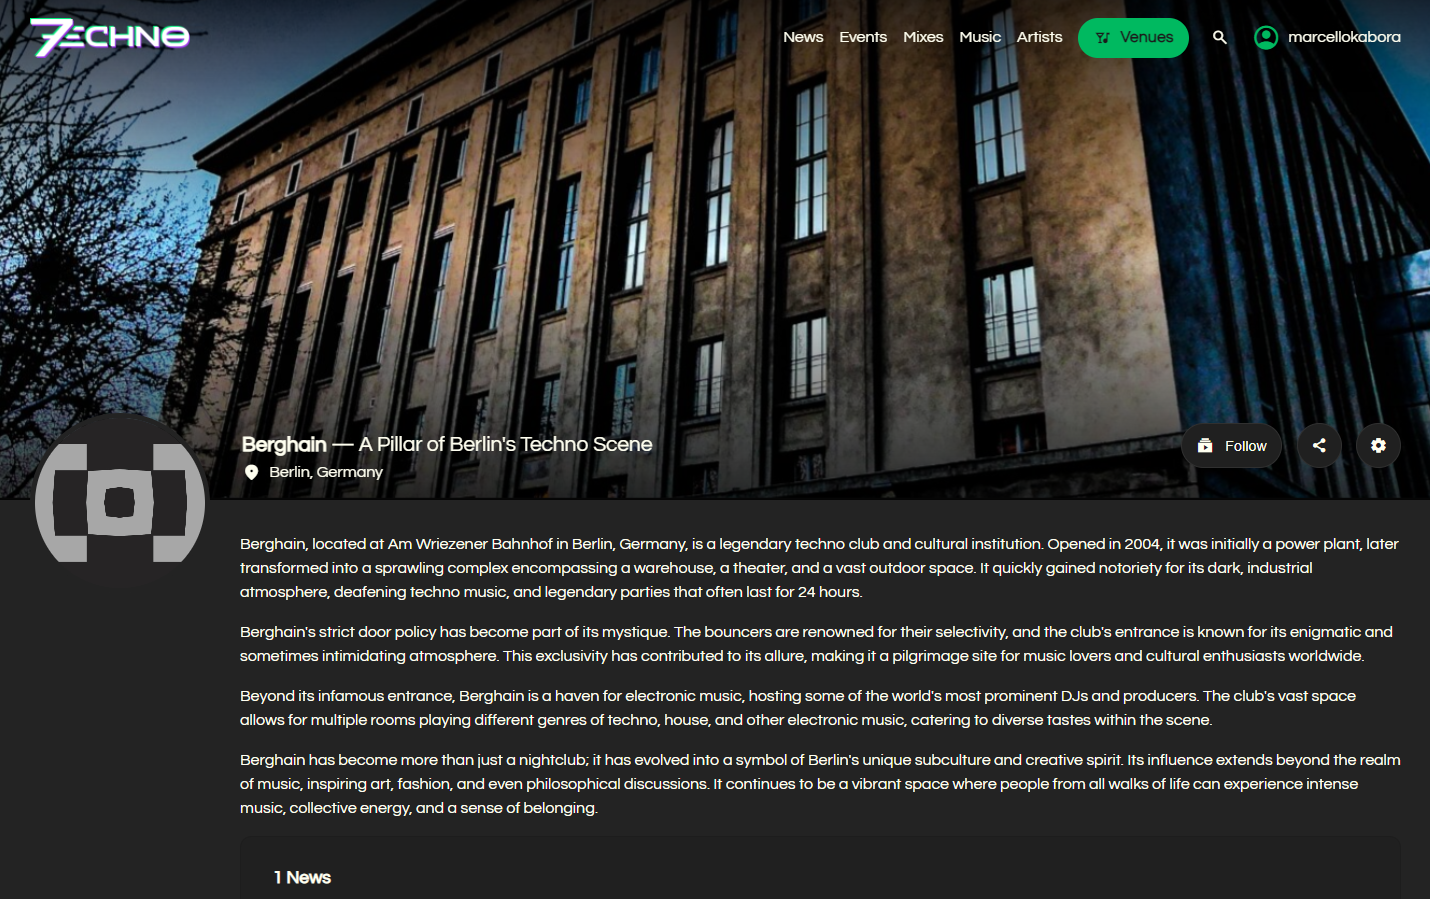 7ECHNO
News Events Mixes Music Artists Venues marcellokabora
Berghain — A Pillar of Berlin's Techno Scene
Berlin, Germany
Follow
Berghain, located at Am Wriezener Bahnhof in Berlin, Germany, is a legendary techno club and cultural institution. Opened in 2004, it was initially a power plant, later
transformed into a sprawling complex encompassing a warehouse, a theater, and a vast outdoor space. It quickly gained notoriety for its dark, industrial
atmosphere, deafening techno music, and legendary parties that often last for 24 hours.
Berghain's strict door policy has become part of its mystique. The bouncers are renowned for their selectivity, and the club's entrance is known for its enigmatic and
sometimes intimidating atmosphere. This exclusivity has contributed to its allure, making it a pilgrimage site for music lovers and cultural enthusiasts worldwide.
Beyond its infamous entrance, Berghain is a haven for electronic music, hosting some of the world's most prominent DJs and producers. The club's vast space
allows for multiple rooms playing different genres of techno, house, and other electronic music, catering to diverse tastes within the scene.
Berghain has become more than just a nightclub; it has evolved into a symbol of Berlin's unique subculture and creative spirit. Its influence extends beyond the realm
of music, inspiring art, fashion, and even philosophical discussions. It continues to be a vibrant space where people from all walks of life can experience intense
music, collective energy, and a sense of belonging.
1 News